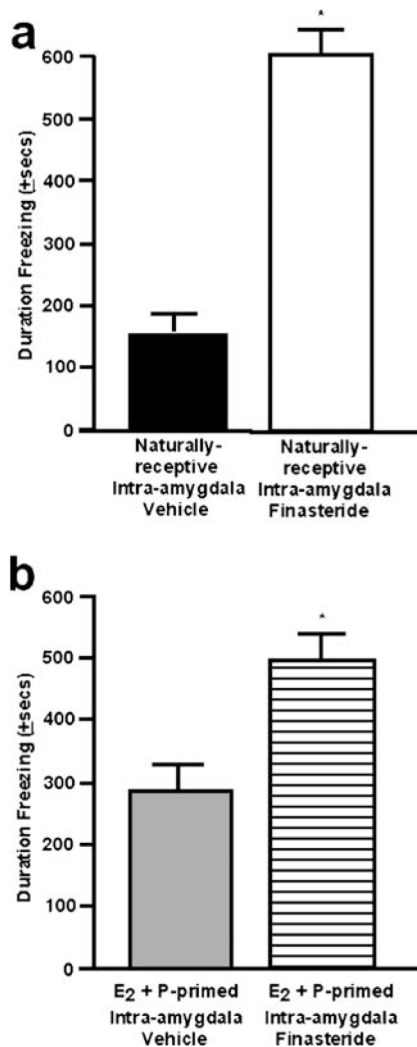 a
*
600
500
400
300
200
100
0
Duration Freezing (±secs)
Naturally- Naturally-
receptive receptive
Intra-amygdala Intra-amygdala
Vehicle Finasteride
b
*
600
500
400
300
200
100
0
Duration Freezing (±secs)
E₂ + P-primed E₂ + P-primed
Intra-amygdala Intra-amygdala
Vehicle Finasteride